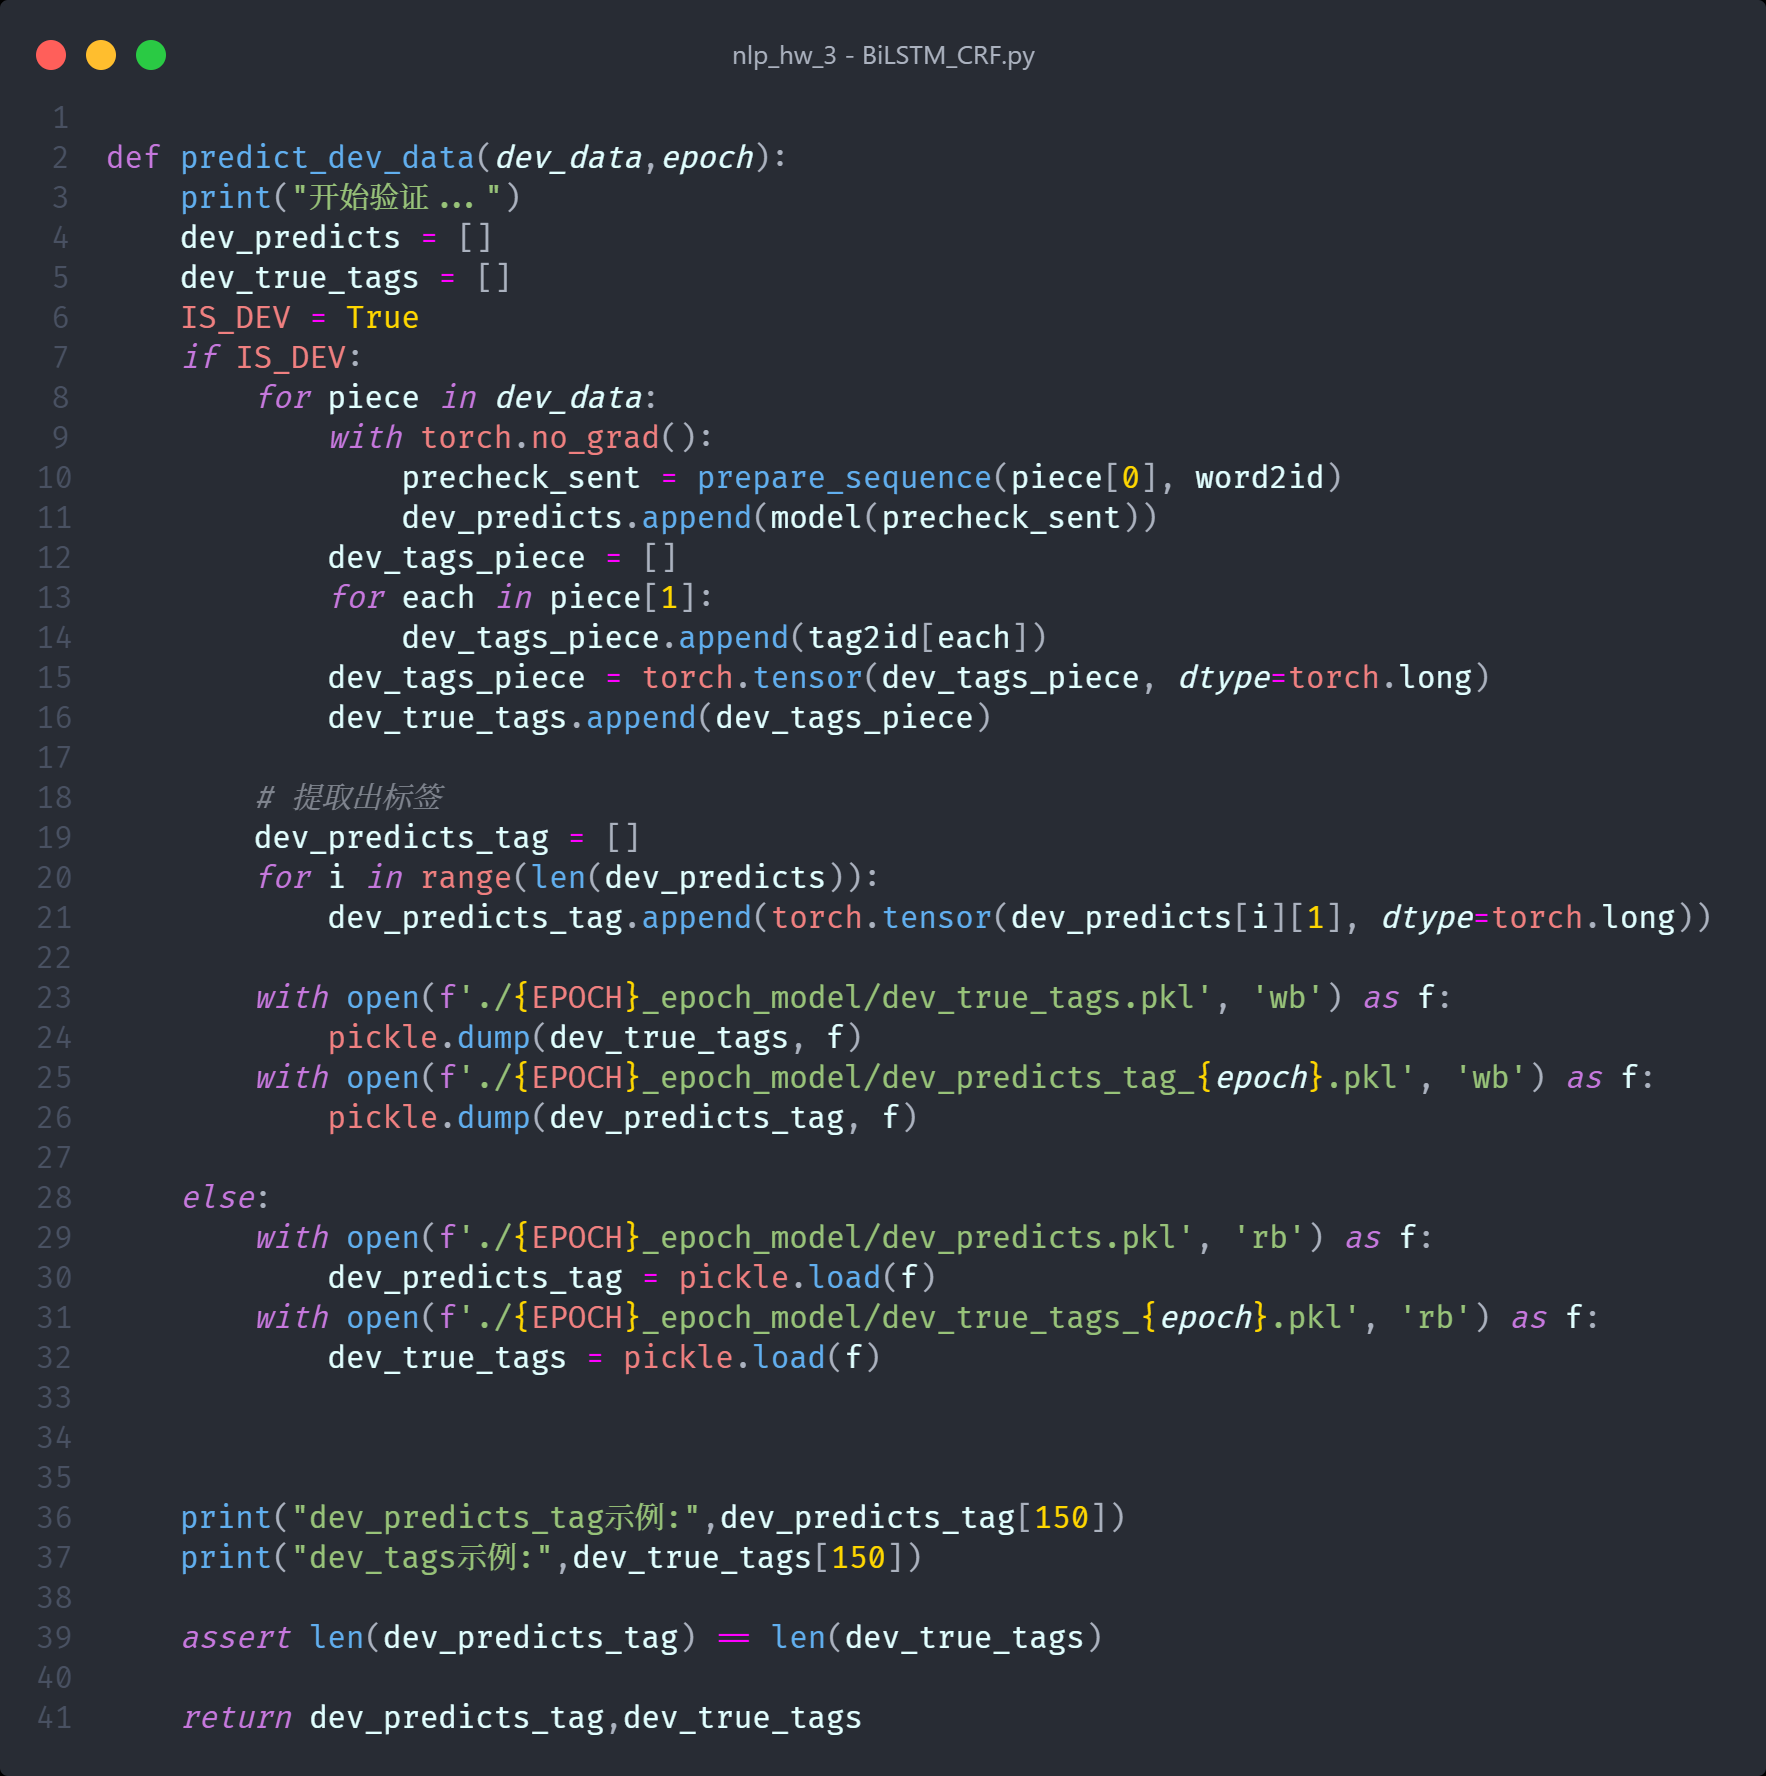 nlp_hw_3 - BiLSTM_CRF.py
1
2 def predict_dev_data(dev_data,epoch):
3     print("开始验证...")
4     dev_predicts = []
5     dev_true_tags = []
6     IS_DEV = True
7     if IS_DEV:
8         for piece in dev_data:
9             with torch.no_grad():
10                 precheck_sent = prepare_sequence(piece[0], word2id)
11                 dev_predicts.append(model(precheck_sent))
12             dev_tags_piece = []
13             for each in piece[1]:
14                 dev_tags_piece.append(tag2id[each])
15             dev_tags_piece = torch.tensor(dev_tags_piece, dtype=torch.long)
16             dev_true_tags.append(dev_tags_piece)
17
18         # 提取出标签
19         dev_predicts_tag = []
20         for i in range(len(dev_predicts)):
21             dev_predicts_tag.append(torch.tensor(dev_predicts[i][1], dtype=torch.long))
22
23         with open(f'./{EPOCH}_epoch_model/dev_true_tags.pkl', 'wb') as f:
24             pickle.dump(dev_true_tags, f)
25         with open(f'./{EPOCH}_epoch_model/dev_predicts_tag_{epoch}.pkl', 'wb') as f:
26             pickle.dump(dev_predicts_tag, f)
27
28     else:
29         with open(f'./{EPOCH}_epoch_model/dev_predicts.pkl', 'rb') as f:
30             dev_predicts_tag = pickle.load(f)
31         with open(f'./{EPOCH}_epoch_model/dev_true_tags_{epoch}.pkl', 'rb') as f:
32             dev_true_tags = pickle.load(f)
33
34
35
36     print("dev_predicts_tag示例:",dev_predicts_tag[150])
37     print("dev_tags示例:",dev_true_tags[150])
38
39     assert len(dev_predicts_tag) == len(dev_true_tags)
40
41     return dev_predicts_tag,dev_true_tags